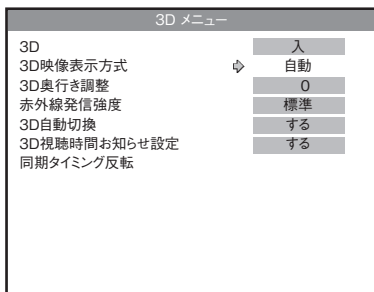 3D メニュー
3D 入
3D映像表示方式 自動
3D奥行き調整 0
赤外線発信強度 標準
3D自動切換 する
3D視聴時間お知らせ設定 する
同期タイミング反転